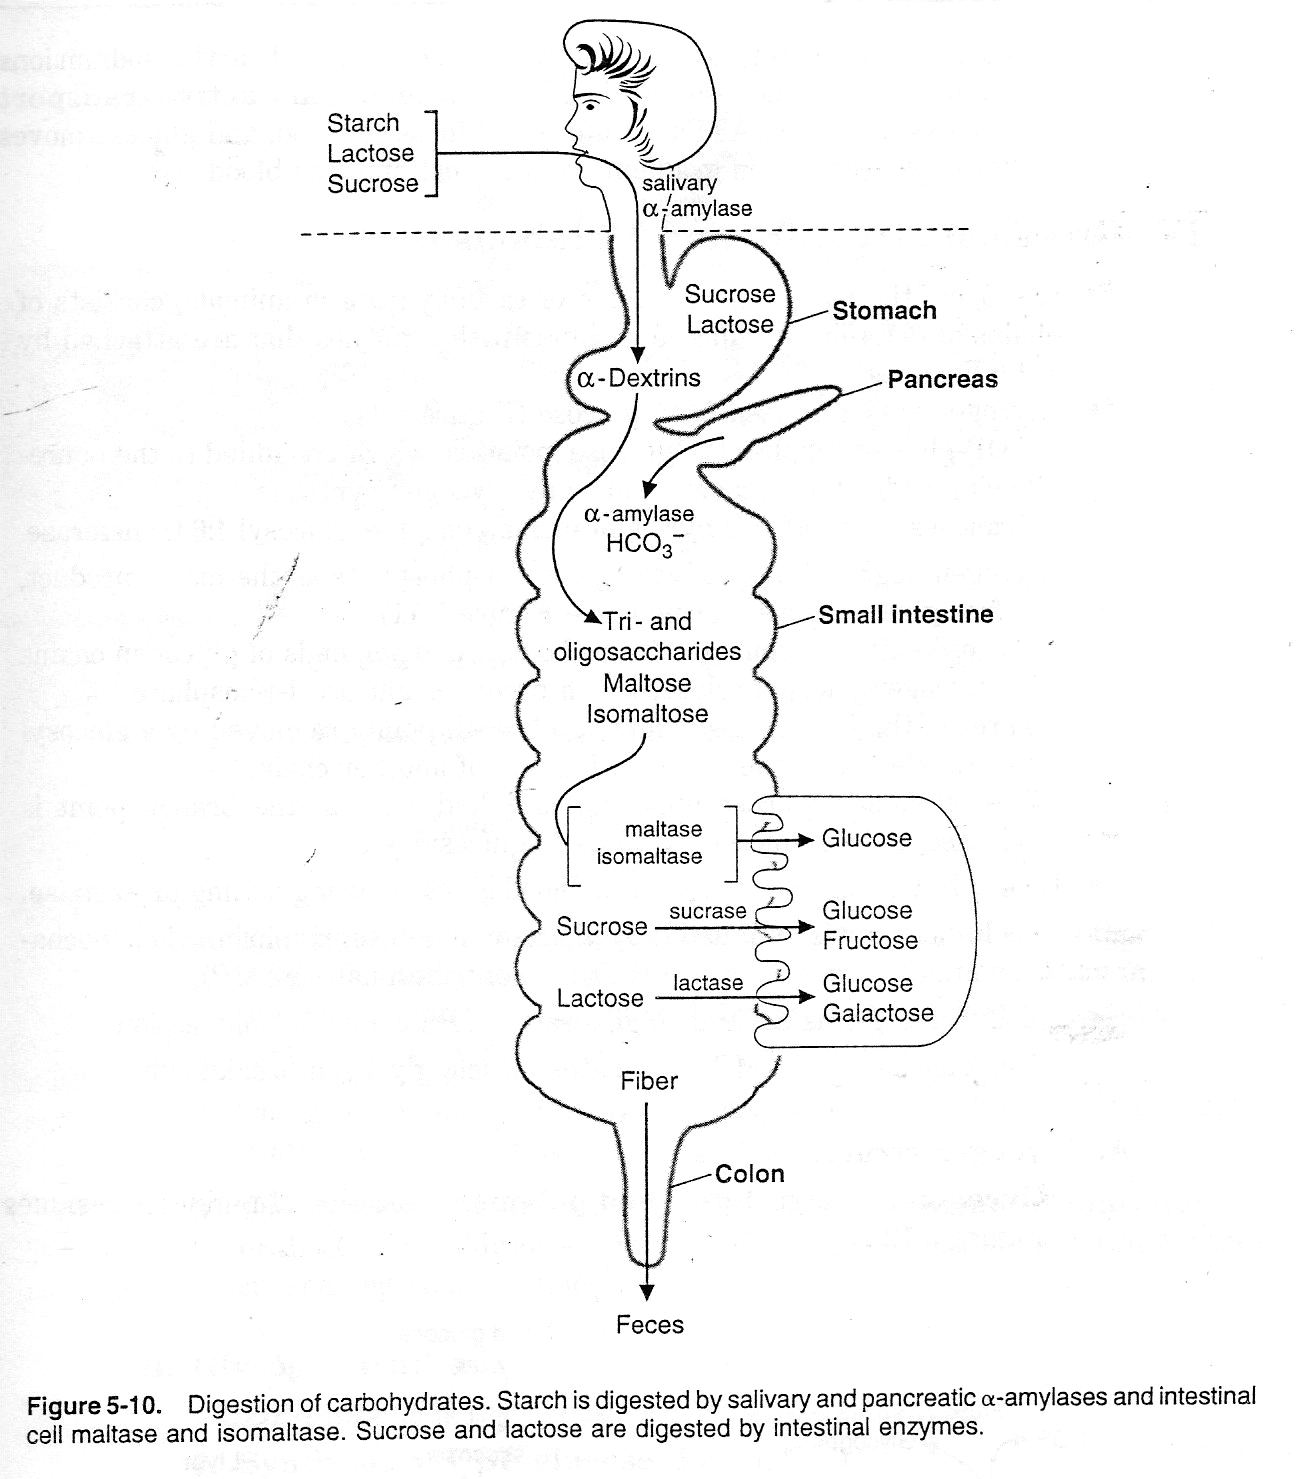 Starch
Lactose
Sucrose
salivary
α-amylase
Sucrose
Lactose
Stomach
α-Dextrins
Pancreas
α-amylase
HCO₃⁻
Small intestine
Tri- and
oligosaccharides
Maltose
Isomaltose
maltase
isomaltase
Glucose
Sucrose
sucrase
Glucose
Fructose
Lactose
lactase
Glucose
Galactose
Fiber
Colon
Feces
Figure 5-10. Digestion of carbohydrates. Starch is digested by salivary and pancreatic α-amylases and intestinal
cell maltase and isomaltase. Sucrose and lactose are digested by intestinal enzymes.